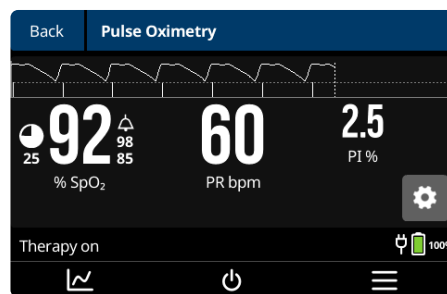 Back Pulse Oximetry
92 98 60 2.5
25 85
% SpO₂ PR bpm PI %
Therapy on 100%